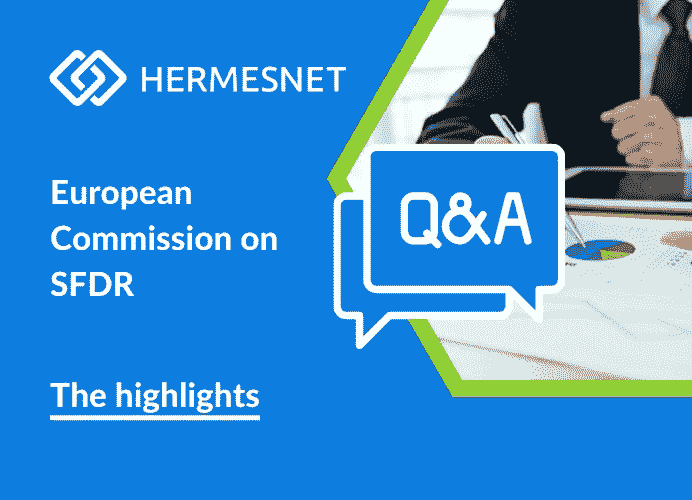 HERMESNET
European
Commission on
SFDR
Q&A
The highlights